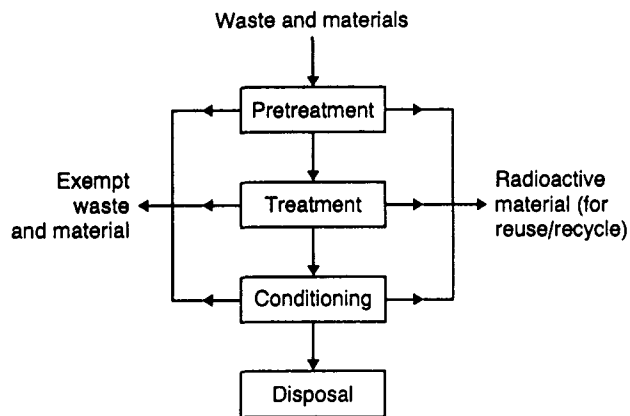 Waste and materials
Pretreatment
Exempt
waste
and material
Treatment
Radioactive
material (for
reuse/recycle)
Conditioning
Disposal